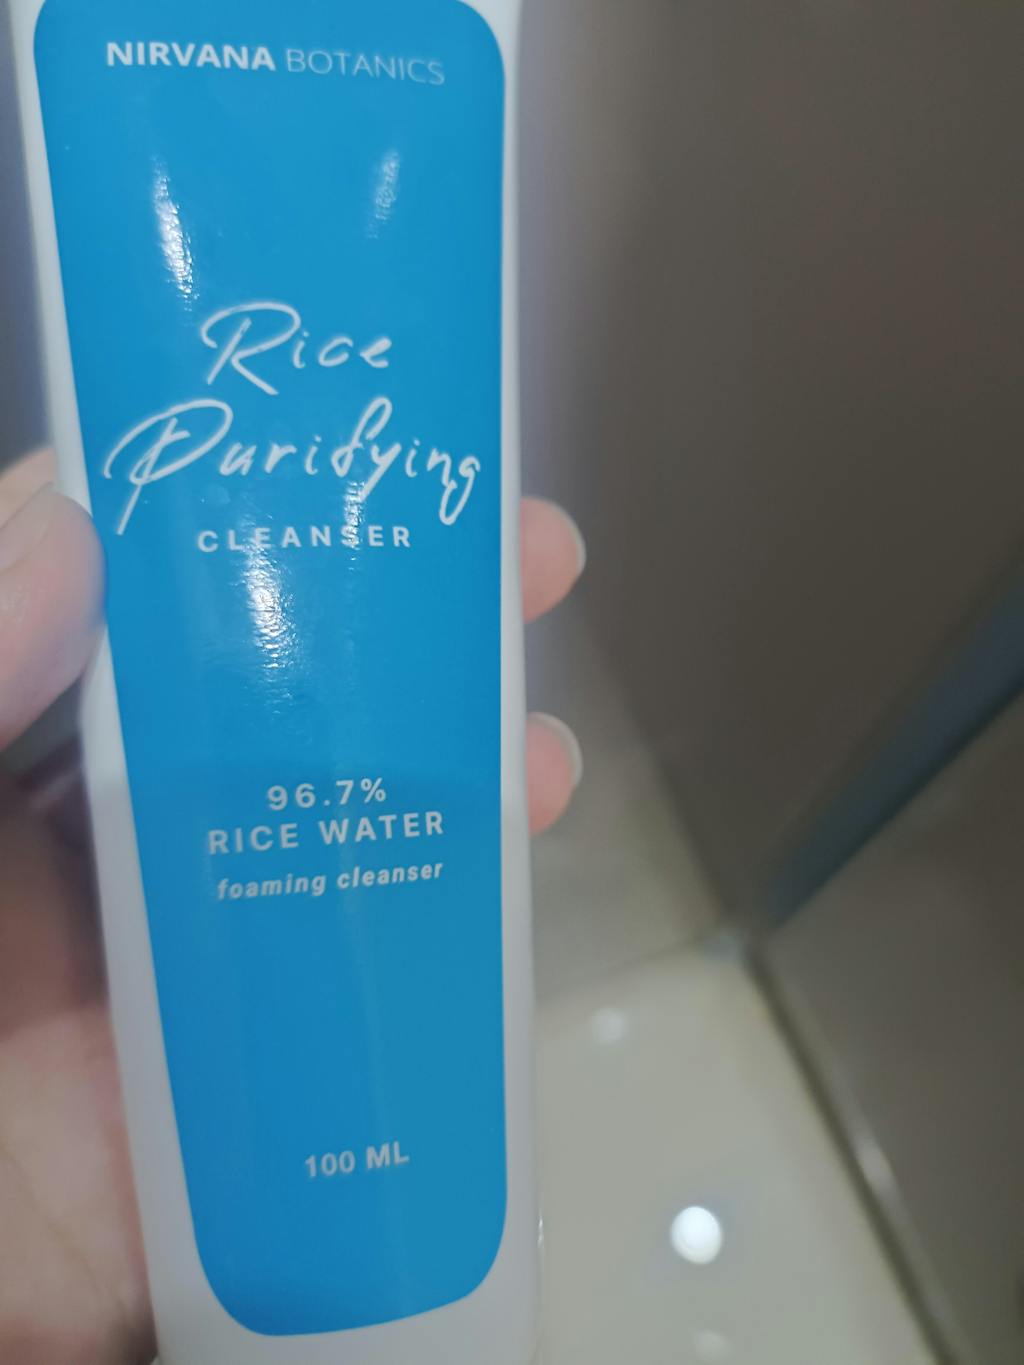 NIRVANA BOTANICS
Rice
Purifying
CLEANSER
96.7%
RICE WATER
foaming cleanser
100 ML